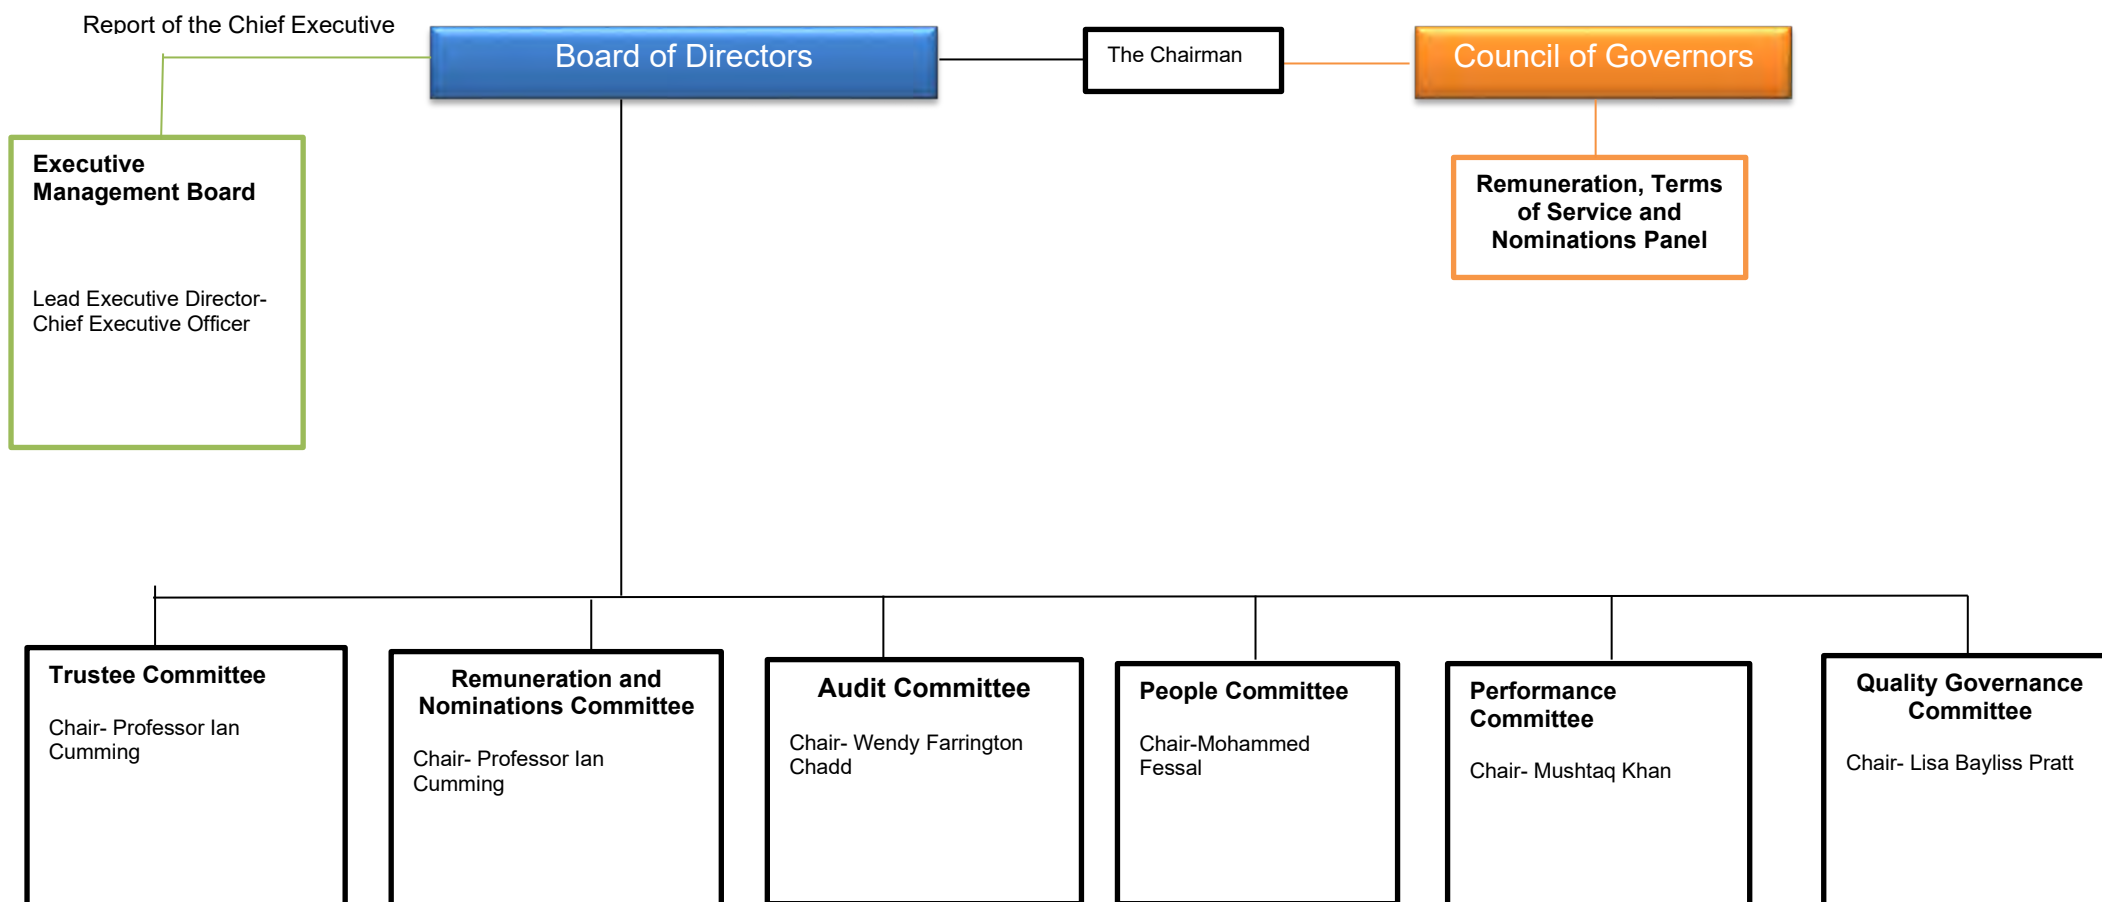 Report of the Chief Executive
Board of Directors
The Chairman
Council of Governors
Executive
Management Board
Lead Executive Director-
Chief Executive Officer
Remuneration, Terms
of Service and
Nominations Panel
Trustee Committee
Chair- Professor Ian
Cumming
Remuneration and
Nominations Committee
Chair- Professor Ian
Cumming
Audit Committee
Chair- Wendy Farrington
Chadd
People Committee
Chair-Mohammed
Fessal
Performance
Committee
Chair- Mushtaq Khan
Quality Governance
Committee
Chair- Lisa Bayliss Pratt